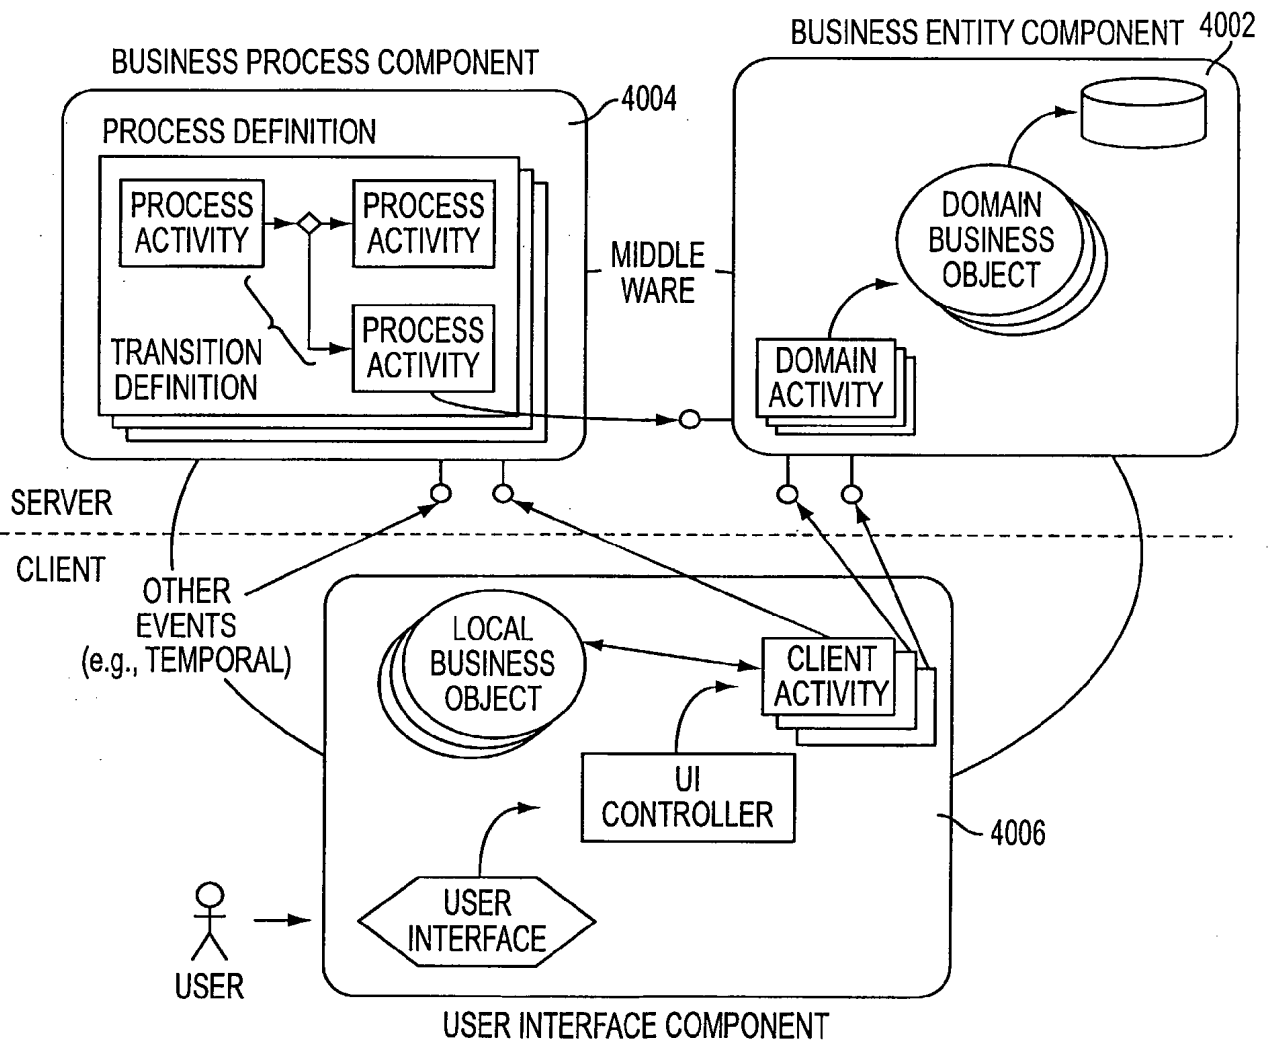 BUSINESS ENTITY COMPONENT
4002
BUSINESS PROCESS COMPONENT
4004
PROCESS DEFINITION
PROCESS
ACTIVITY
PROCESS
ACTIVITY
PROCESS
ACTIVITY
TRANSITION
DEFINITION
MIDDLE
WARE
DOMAIN
BUSINESS
OBJECT
DOMAIN
ACTIVITY
SERVER
CLIENT
OTHER
EVENTS
(e.g., TEMPORAL)
LOCAL
BUSINESS
OBJECT
CLIENT
ACTIVITY
UI
CONTROLLER
4006
USER
INTERFACE
USER
USER INTERFACE COMPONENT